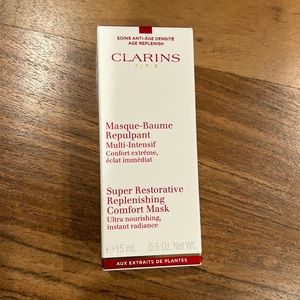 SOINS ANTI-ÂGE DENSITÉ
AGE REPLENISH
CLARINS
PARIS
Masque-Baume
Repulpant
Multi-Intensif
Confort extrême,
éclat immédiat
Super Restorative
Replenishing
Comfort Mask
Ultra nourishing,
instant radiance
℮15 mL 0.5 Oz. Net Wt.
AUX EXTRAITS DE PLANTES